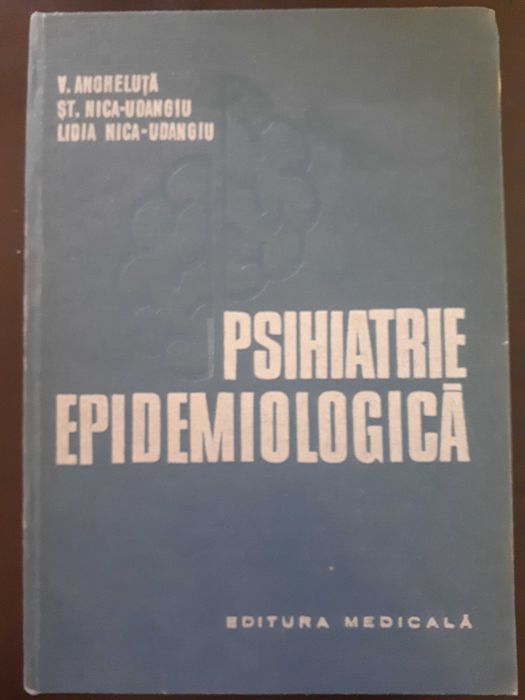 V. ANGHELUȚĂ
ȘT. NICA-UDANGIU
LIDIA NICA-UDANGIU
PSIHIATRIE
EPIDEMIOLOGICĂ
EDITURA MEDICALĂ